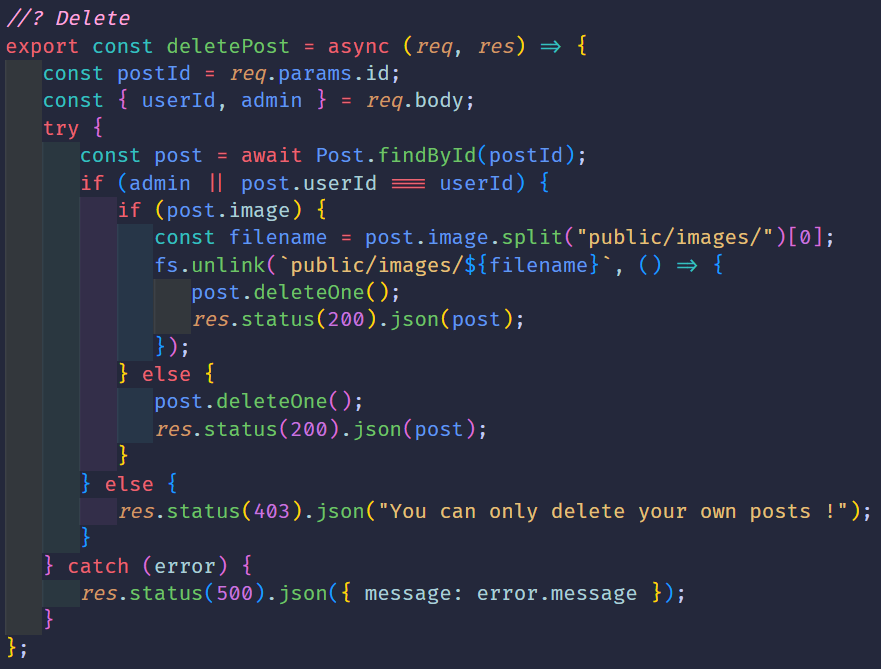 //? Delete
export const deletePost = async (req, res) => {
    const postId = req.params.id;
    const { userId, admin } = req.body;
    try {
        const post = await Post.findById(postId);
        if (admin || post.userId === userId) {
            if (post.image) {
                const filename = post.image.split("public/images/")[0];
                fs.unlink(`public/images/${filename}`, () => {
                    post.deleteOne();
                    res.status(200).json(post);
                });
            } else {
                post.deleteOne();
                res.status(200).json(post);
            }
        } else {
            res.status(403).json("You can only delete your own posts !");
        }
    } catch (error) {
        res.status(500).json({ message: error.message });
    }
};